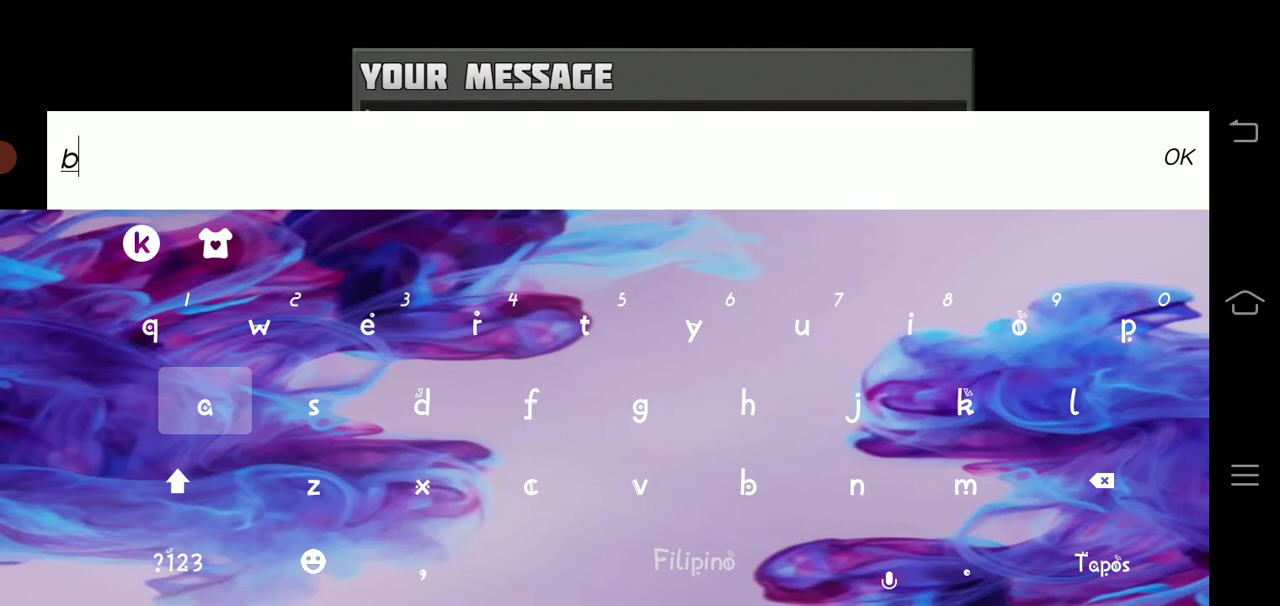 YOUR MESSAGE
b
OK
k
1 2 3 4 5 6 7 8 9 0
q w e r t y u i o p
a s d f g h j k l
z x c v b n m
?123 , Filipino . Tapos